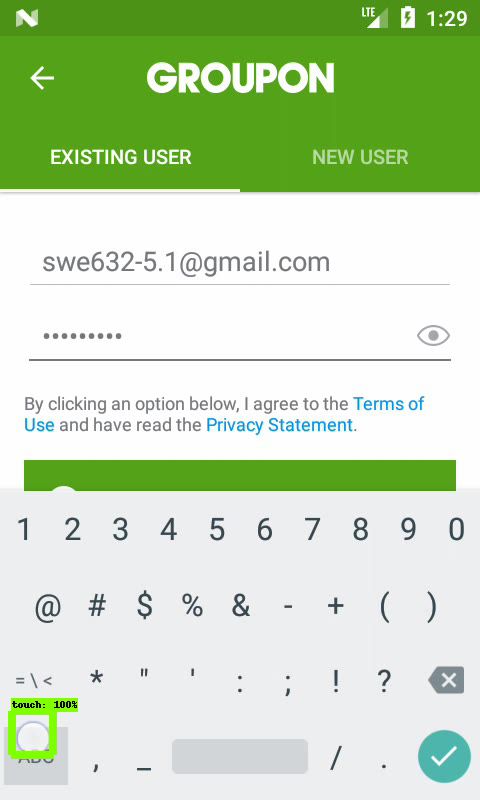 LTE 1:29
GROUPON
EXISTING USER NEW USER
swe632-5.1@gmail.com
•••••••••
By clicking an option below, I agree to the Terms of
Use and have read the Privacy Statement.
1 2 3 4 5 6 7 8 9 0
@ # $ % & - + ( )
= \ < * " ' : ; ! ?
touch: 100%
ABC , _ / .